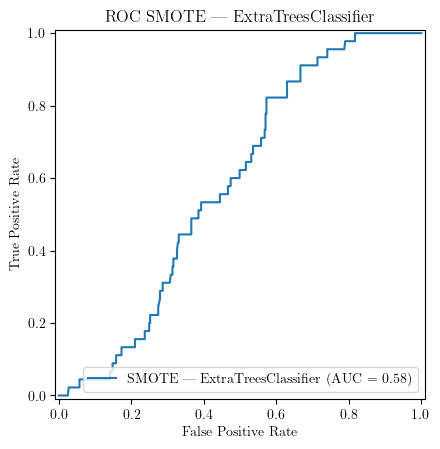 ROC SMOTE — ExtraTreesClassifier
1.0
0.8
0.6
0.4
0.2
0.0
True Positive Rate
SMOTE — ExtraTreesClassifier (AUC = 0.58)
0.0 0.2 0.4 0.6 0.8 1.0
False Positive Rate